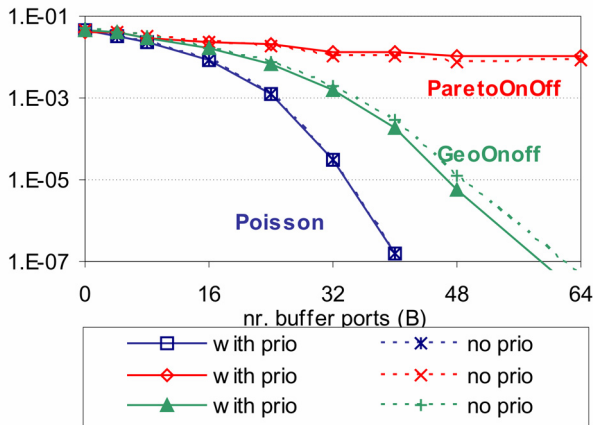 1.E-01
1.E-03
1.E-05
1.E-07
ParetoOnOff
GeoOnoff
Poisson
0 16 32 48 64
nr. buffer ports (B)
with prio no prio
with prio no prio
with prio no prio